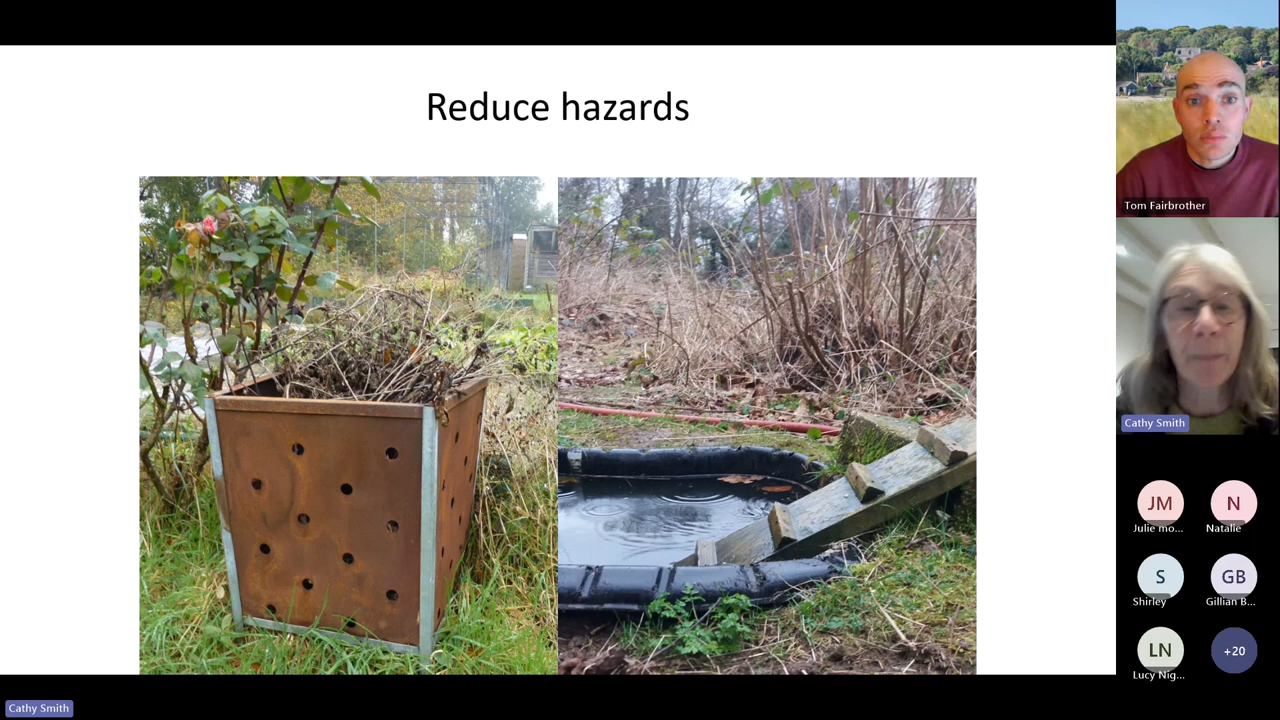 Reduce hazards
Tom Fairbrother
Cathy Smith
JM
Julie mo...
N
Natalie
S
Shirley
GB
Gillian B...
LN
Lucy Nig...
+20
Cathy Smith